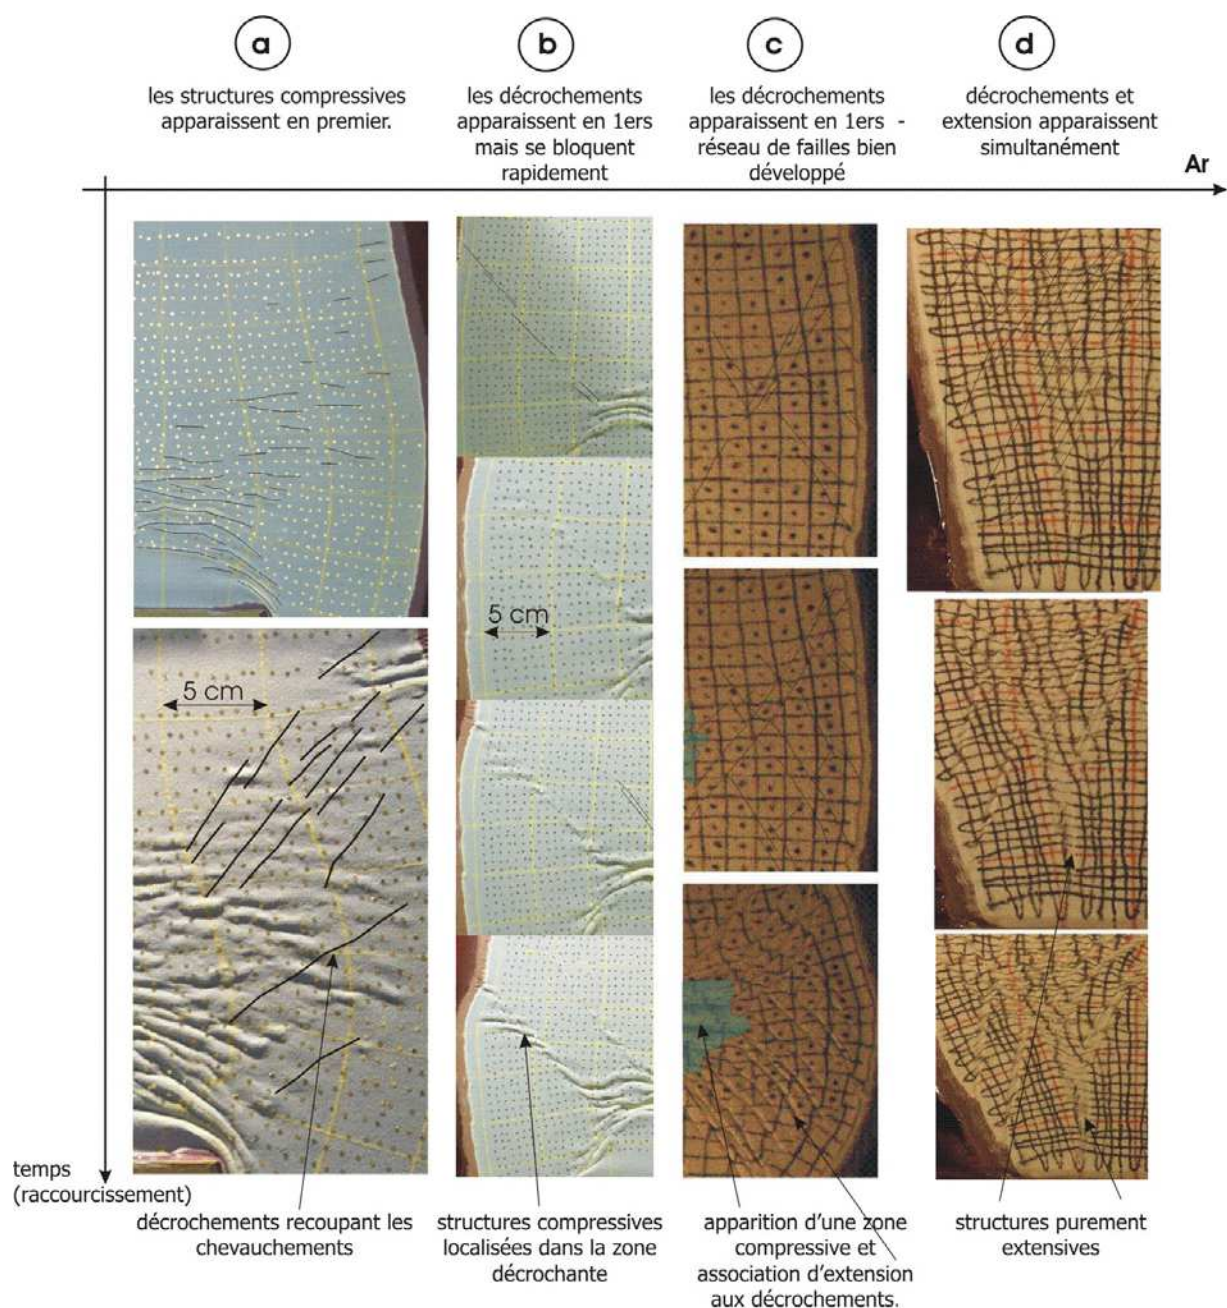 a
les structures compressives
apparaissent en premier.
b
les décrochements
apparaissent en 1ers
mais se bloquent
rapidement
c
les décrochements
apparaissent en 1ers -
réseau de failles bien
développé
d
décrochements et
extension apparaissent
simultanément
Ar
5 cm
5 cm
temps
(raccourcissement)
décrochements recoupant les
chevauchements
structures compressives
localisées dans la zone
décrochante
apparition d'une zone
compressive et
association d'extension
aux décrochements.
structures purement
extensives